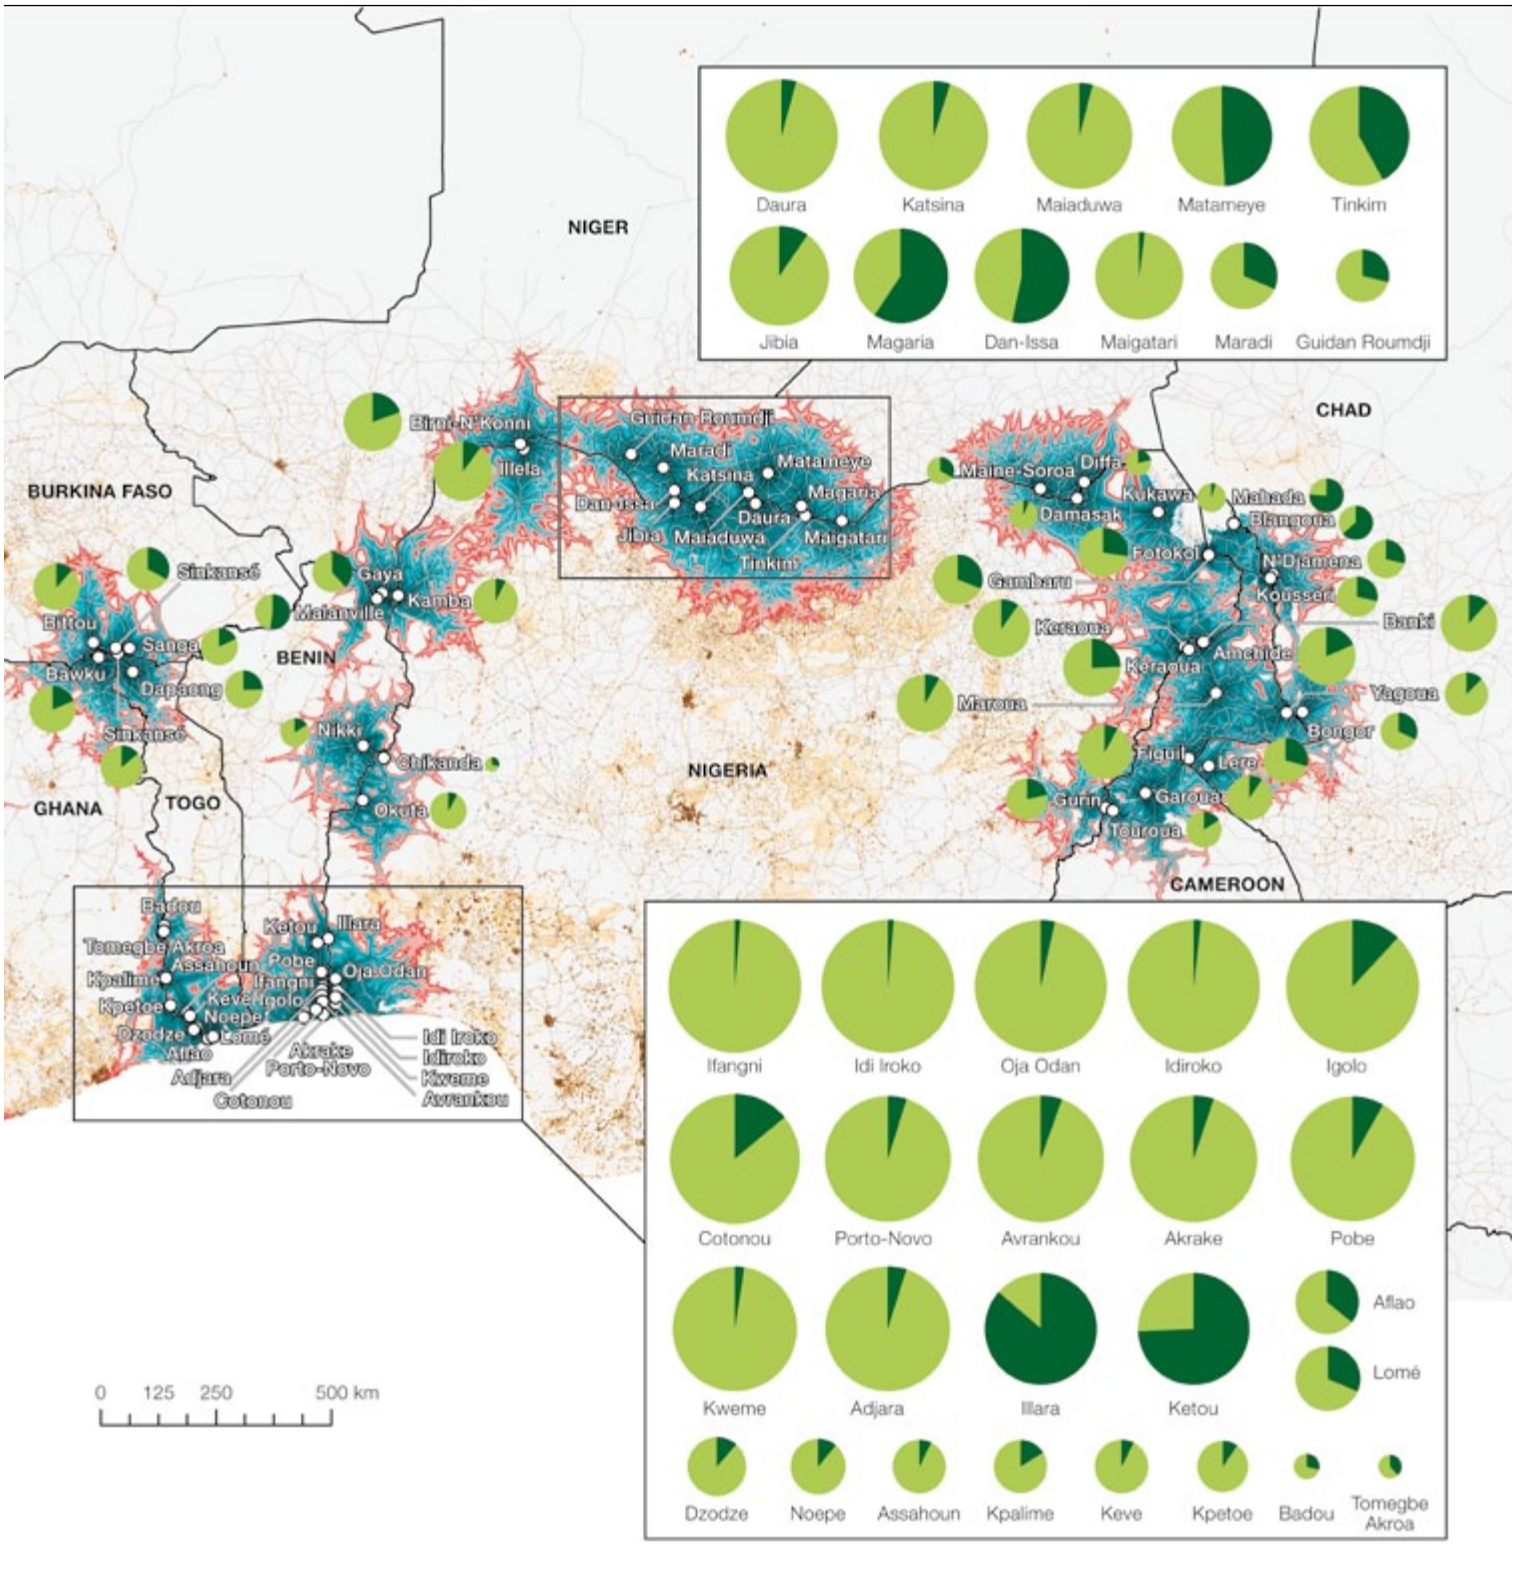 Daura Katsina Maiaduwa Matameye Tinkim
NIGER
Jibia Magaria Dan-Issa Maigatari Maradi Guidan Roumdji
CHAD
Birni-N'Konni
Guidan Roumdji
Maradi
Illela
Katsina
Matameye
Maine-Soroa
Diffa
BURKINA FASO
Dan-Issa
Magaria
Kukawa
Mahada
Daura
Damasak
Blangoua
Jibia
Maiaduwa
Maigatari
Tinkim
Fotokol
N'Djamena
Sinkansé
Gaya
Gambaru
Kousseri
Malanville
Kamba
Bittou
Keraoua
Banki
Sanga
BENIN
Amchide
Bawku
Kéraoua
Dapaong
Yagoua
Maroua
Sinkansé
Nikki
Bongor
Figuil
Chikanda
Lere
NIGERIA
GHANA
TOGO
Okuta
Gurin
Garoua
Touroua
CAMEROON
Badou
Ketou
Illara
Tomegbe Akroa
Assahoun
Pobe
Oja Odan
Kpalime
Ifangni
Kpetoe
Keve
Igolo
Noepe
Dzodze
Lomé
Idi Iroko
Aflao
Akrake
Idiroko
Porto-Novo
Adjara
Kweme
Cotonou
Avrankou
Ifangni Idi Iroko Oja Odan Idiroko Igolo
Cotonou Porto-Novo Avrankou Akrake Pobe
Aflao
Lomé
0 125 250 500 km
Kweme Adjara Illara Ketou
Dzodze Noepe Assahoun Kpalime Keve Kpetoe Badou Tomegbe
Akroa